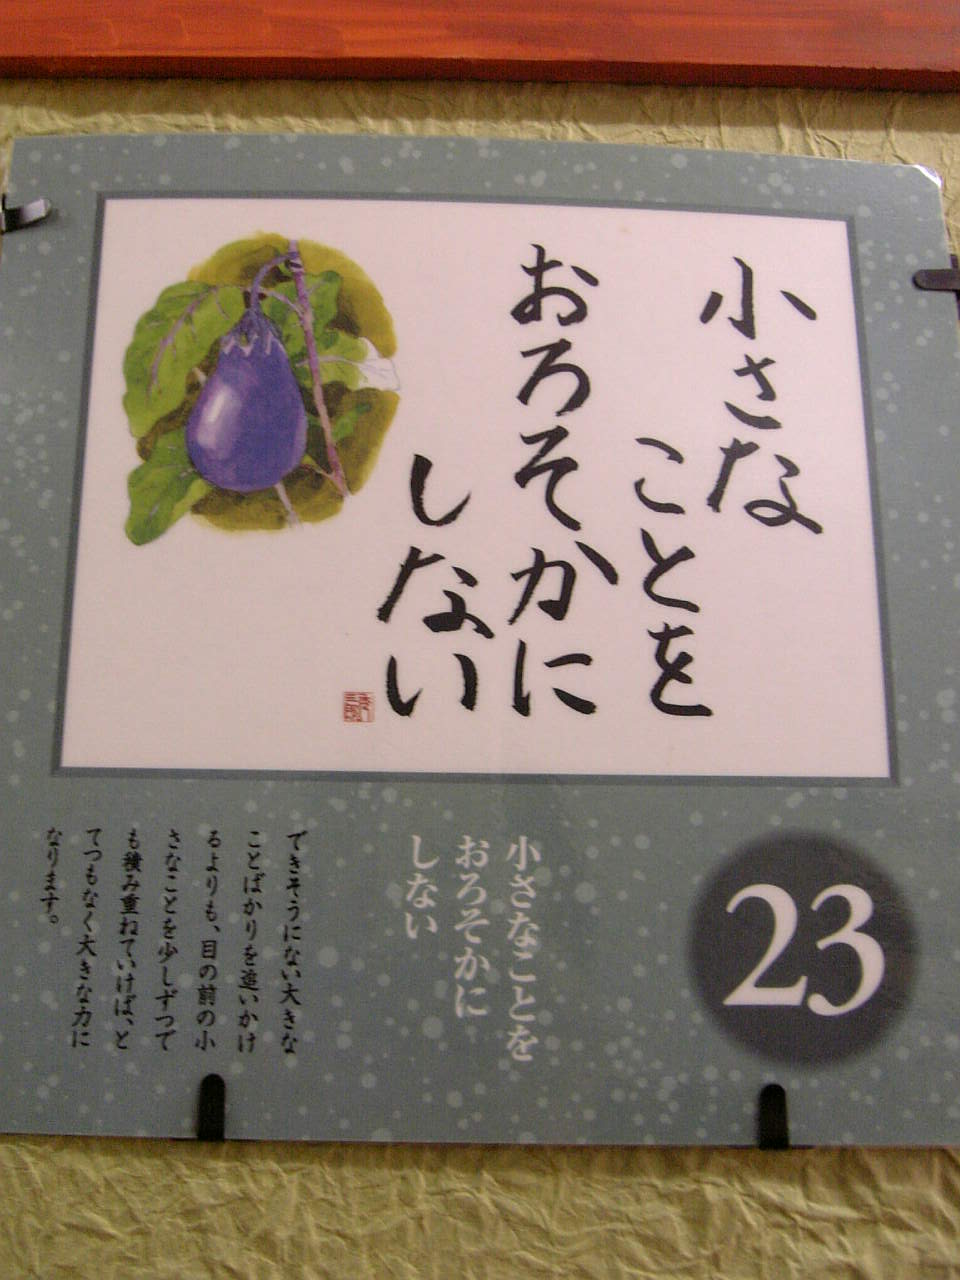 小さな
ことを
おろそかに
しない
23
小さなことを
おろそかに
しない
できそうにない大きな
ことばかりを追いかけ
るよりも、目の前の小
さなことを少しずつで
も積み重ねていけば、と
てつもなく大きな力に
なります。